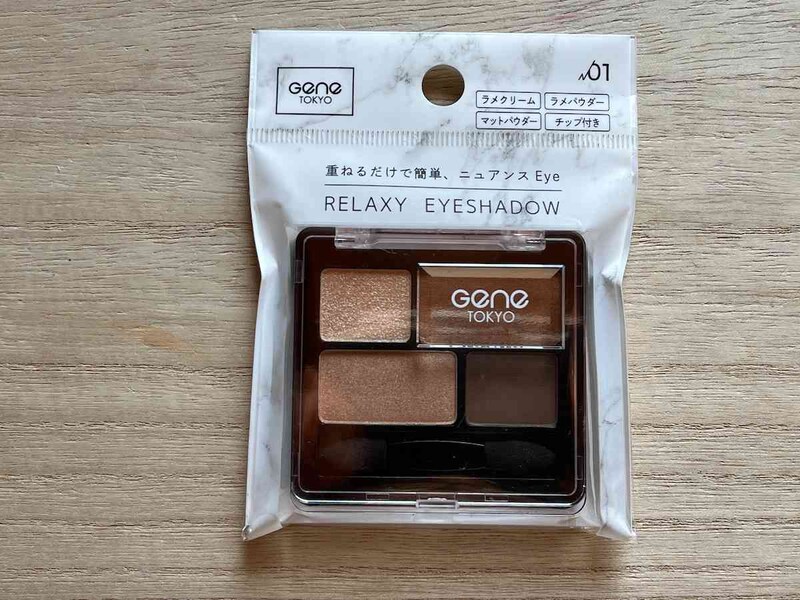 Gene
TOKYO
№01
ラメクリーム
ラメパウダー
マットパウダー
チップ付き
重ねるだけで簡単、ニュアンス Eye
RELAXY EYESHADOW
Gene
TOKYO